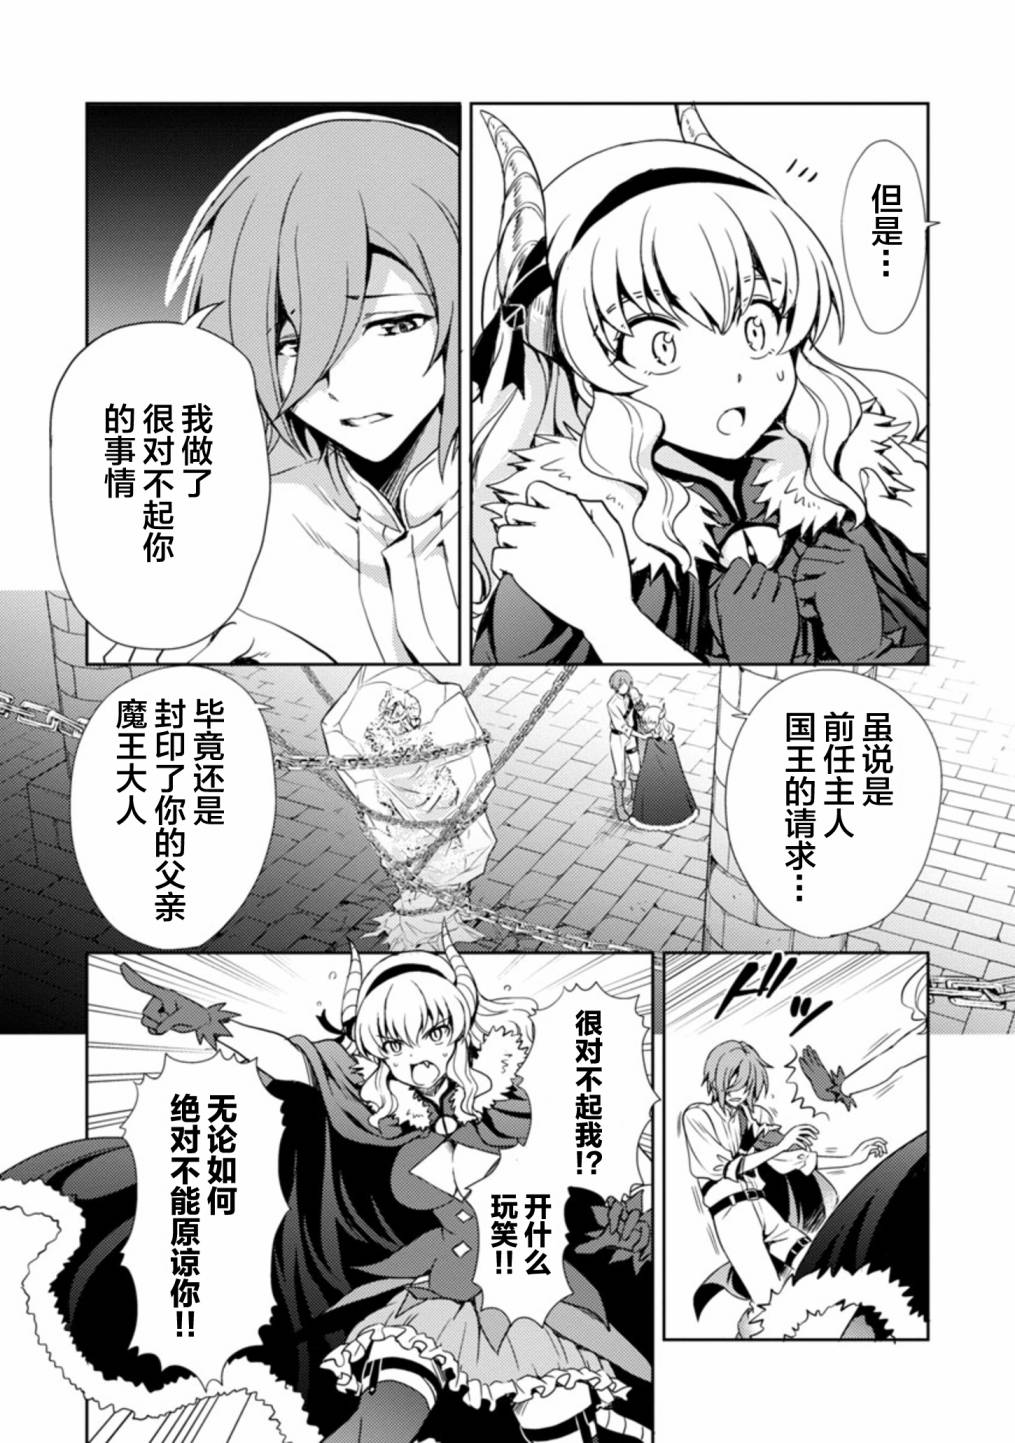 但是…
我做了
很对不起你
的事情
虽说是
前任主人
国王的请求…
毕竟还是
封印了你的父亲
魔王大人
很对不起我!?
开什么
玩笑!!
无论如何
绝对不能原谅你!!